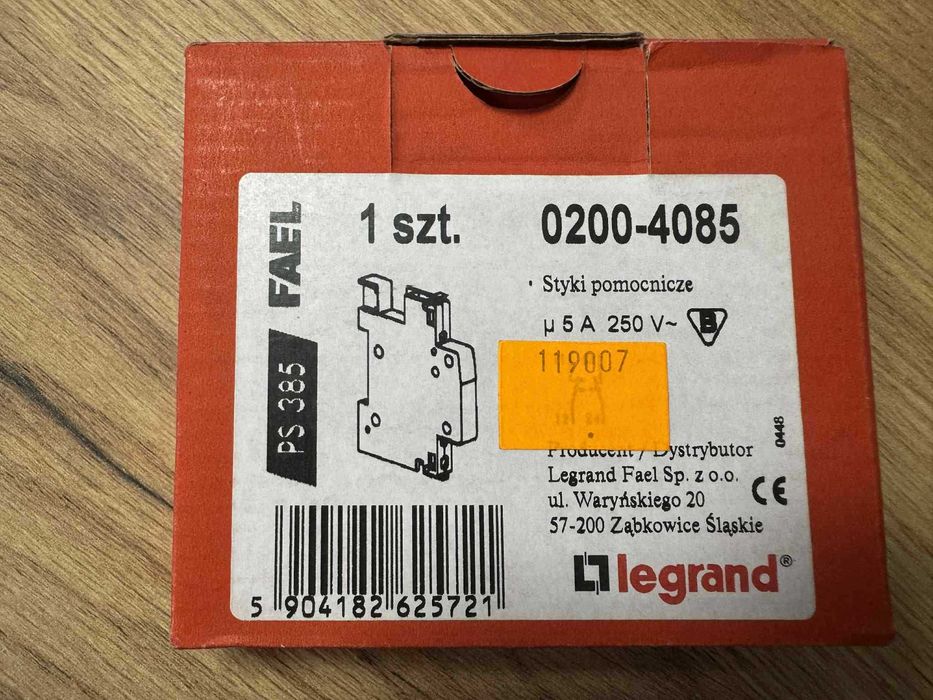 FAEL
PS 385
1 szt.
0200-4085
Styki pomocnicze
µ 5 A 250 V~ B
119007
Producent / Dystrybutor
Legrand Fael Sp. z o.o.
ul. Waryńskiego 20
57-200 Ząbkowice Śląskie
0448
CE
legrand®
5 904182 625721